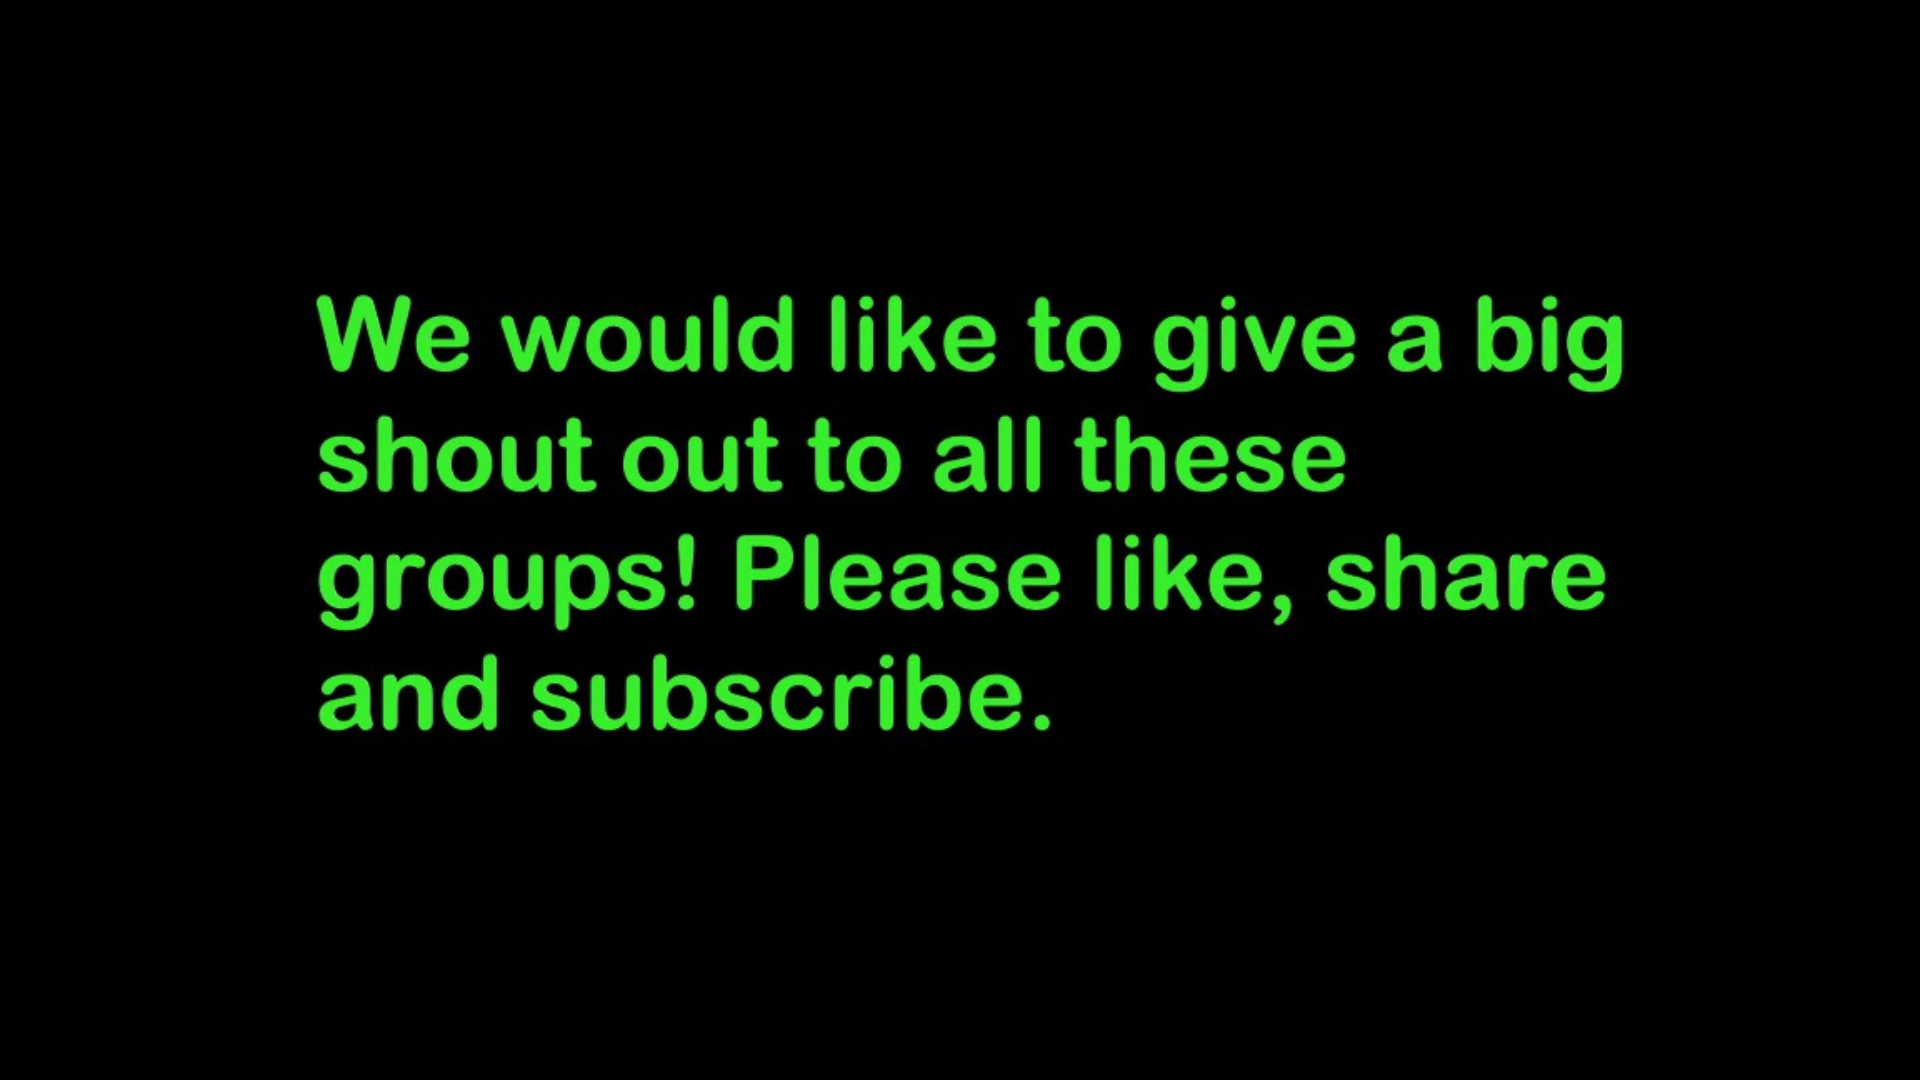 We would like to give a big
shout out to all these
groups! Please like, share
and subscribe.